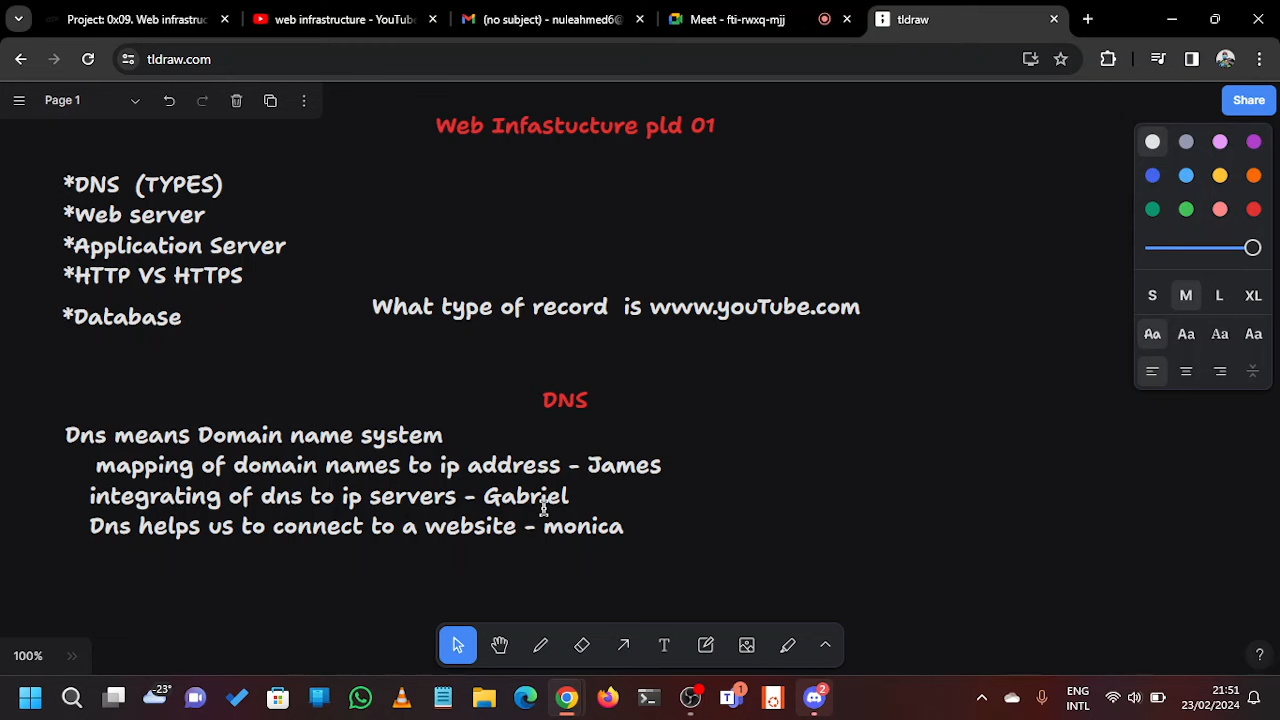 Project: 0x09. Web infrastruc
web infrastructure - YouTube
(no subject) - nuleahmed6@
Meet - fti-rwxq-mjj
tldraw
tldraw.com
Page 1
Share
Web Infastucture pld 01
*DNS (TYPES)
*Web server
*Application Server
*HTTP VS HTTPS
*Database
What type of record is www.youTube.com
DNS
Dns means Domain name system
mapping of domain names to ip address - James
integrating of dns to ip servers - Gabriel
Dns helps us to connect to a website - monica
S M L XL
Aa Aa Aa Aa
100%
?
-23°
1
2
ENG
INTL
21:51
23/02/2024